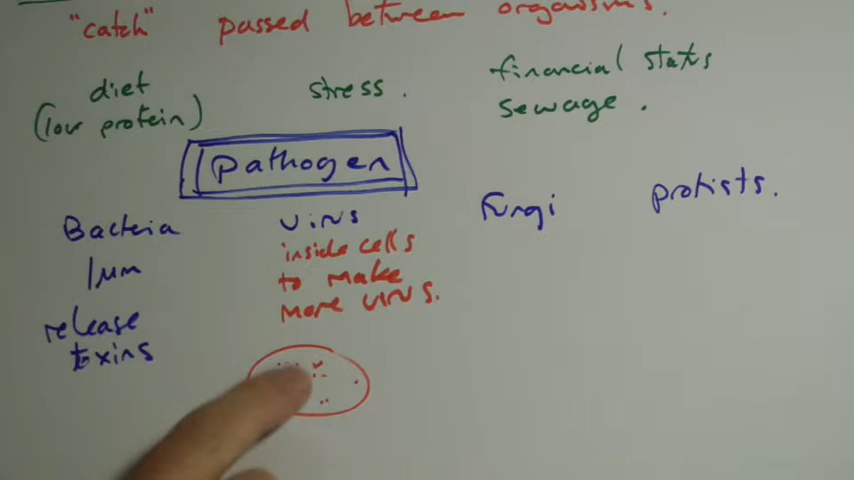 "catch" passed between organisms.
diet stress. financial status
(low protein) sewage.
Pathogen
Bacteria virus Fungi protists.
1µm inside cells
to make
release more virus.
toxins